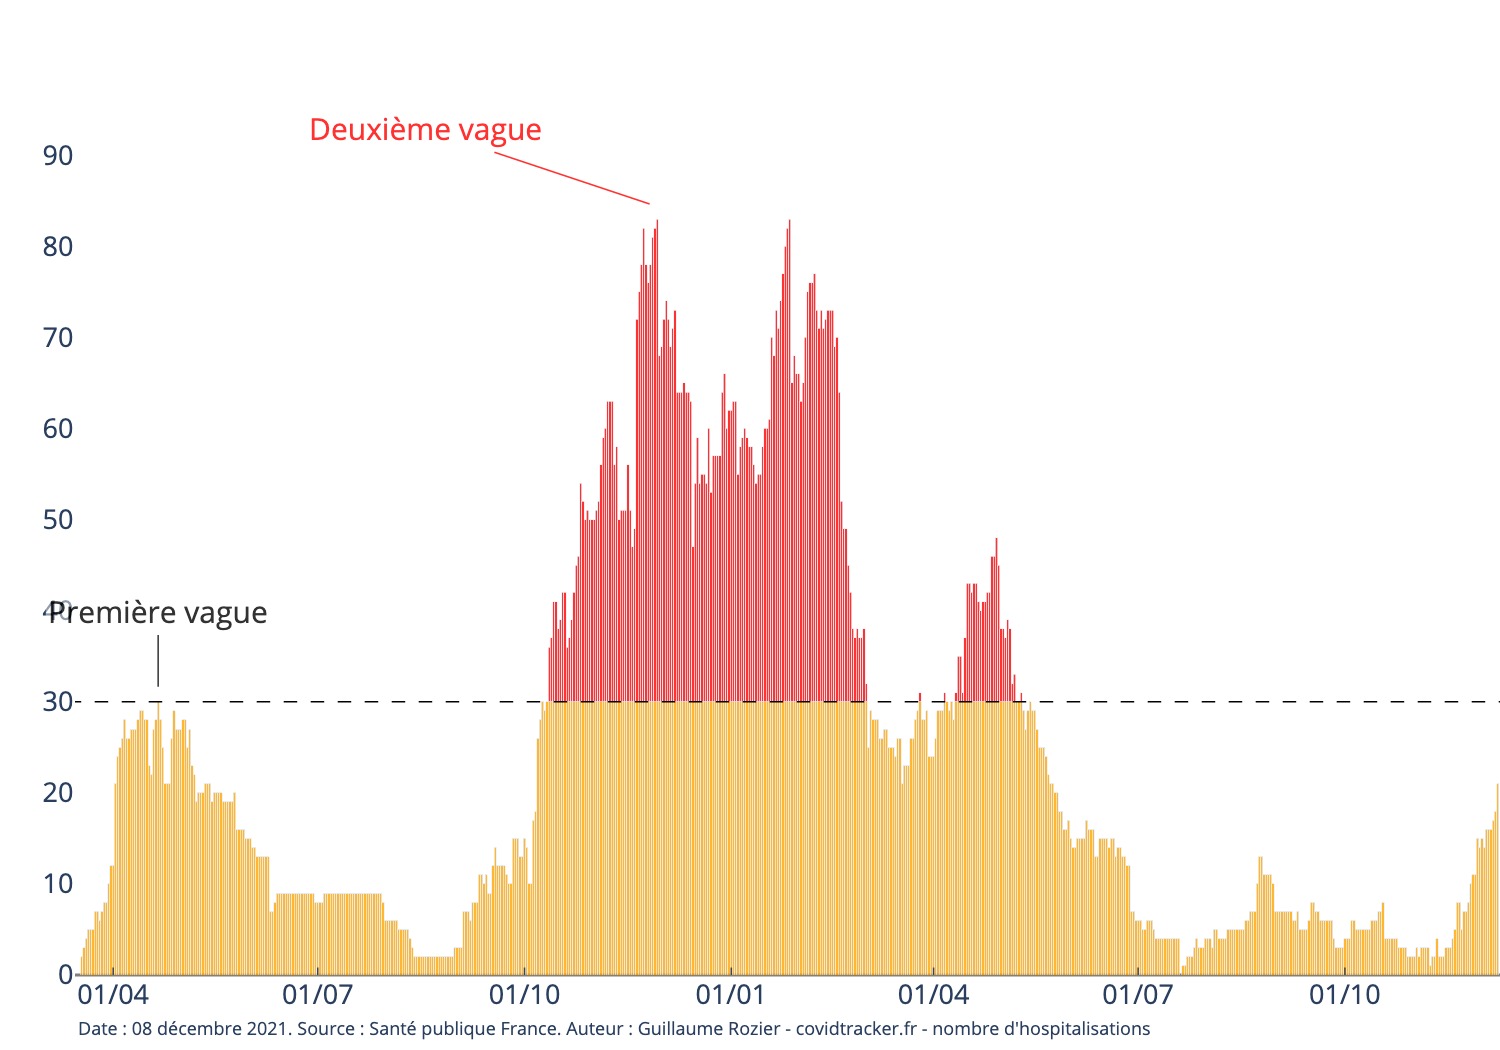 Deuxième vague
90
80
70
60
50
40
Première vague
30
20
10
0
01/04 01/07 01/10 01/01 01/04 01/07 01/10
Date : 08 décembre 2021. Source : Santé publique France. Auteur : Guillaume Rozier - covidtracker.fr - nombre d'hospitalisations